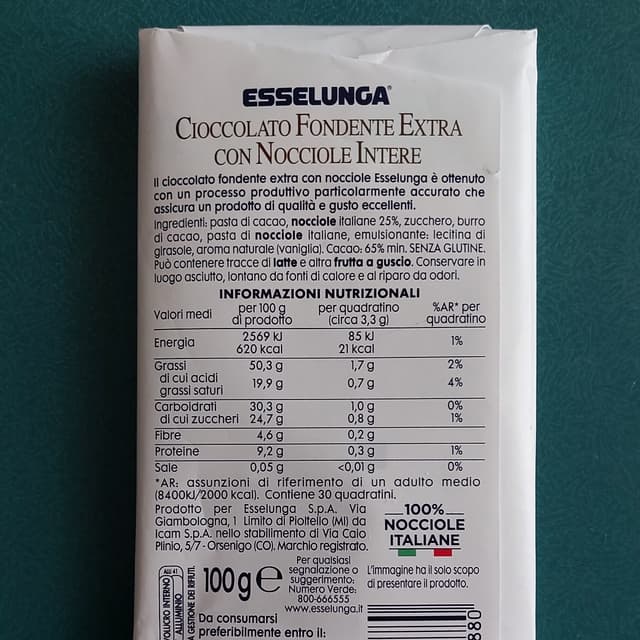 ESSELUNGA®
CIOCCOLATO FONDENTE EXTRA
CON NOCCIOLE INTERE
Il cioccolato fondente extra con nocciole Esselunga è ottenuto
con un processo produttivo particolarmente accurato che
assicura un prodotto di qualità e gusto eccellenti.
Ingredienti: pasta di cacao, nocciole italiane 25%, zucchero, burro
di cacao, pasta di nocciole italiane, emulsionante: lecitina di
girasole, aroma naturale (vaniglia). Cacao: 65% min. SENZA GLUTINE.
Può contenere tracce di latte e altra frutta a guscio. Conservare in
luogo asciutto, lontano da fonti di calore e al riparo da odori.
INFORMAZIONI NUTRIZIONALI
Valori medi per 100 g di prodotto per quadratino (circa 3,3 g) %AR* per quadratino
Energia 2569 kJ 85 kJ 1%
620 kcal 21 kcal
Grassi 50,3 g 1,7 g 2%
di cui acidi
grassi saturi 19,9 g 0,7 g 4%
Carboidrati 30,3 g 1,0 g 0%
di cui zuccheri 24,7 g 0,8 g 1%
Fibre 4,6 g 0,2 g
Proteine 9,2 g 0,3 g 1%
Sale 0,05 g <0,01 g 0%
*AR: assunzioni di riferimento di un adulto medio
(8400kJ/2000 kcal). Contiene 30 quadratini.
Prodotto per Esselunga S.p.A. Via
Giambologna, 1 Limito di Pioltello (MI) da
Icam S.p.A. nello stabilimento di Via Caio
Plinio, 5/7 - Orsenigo (CO). Marchio registrato.
100%
NOCCIOLE
ITALIANE
ALU 41
ALLUMINIO
INTERNO
GESTIONE DEI RIFIUTI.
100 g e
Per qualsiasi
segnalazione o
suggerimento:
Numero Verde:
800-666555
www.esselunga.it
L'immagine ha il solo scopo
di presentare il prodotto.
Da consumarsi
preferibilmente entro il:
880